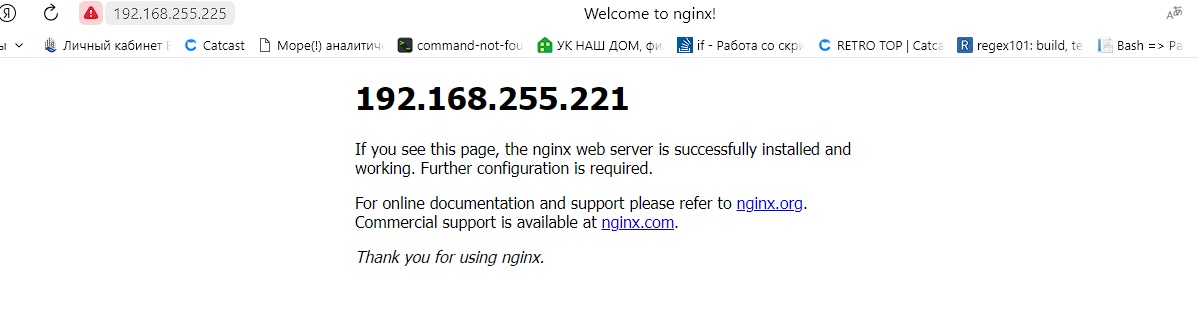 Я 192.168.255.225 Welcome to nginx! Aあ
ы Личный кабинет Catcast Море(!) аналитич command-not-fou УК НАШ ДОМ, фи if - Работа со скри RETRO TOP | Catca R regex101: build, te Bash => Ра
192.168.255.221
If you see this page, the nginx web server is successfully installed and
working. Further configuration is required.
For online documentation and support please refer to nginx.org.
Commercial support is available at nginx.com.
Thank you for using nginx.